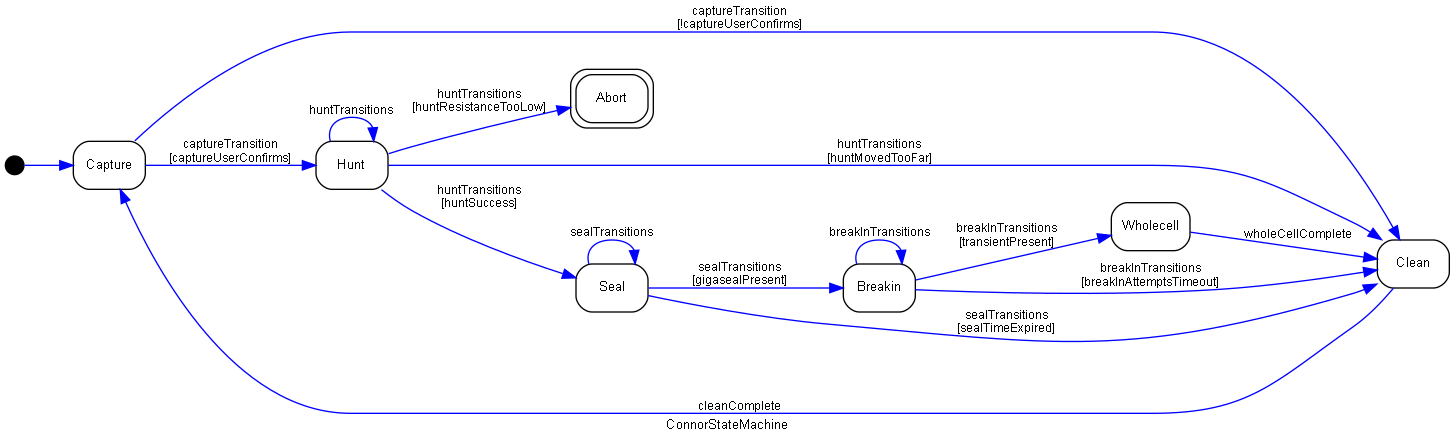 captureTransition
[!captureUserConfirms]
huntTransitions
[huntResistanceTooLow]
Abort
huntTransitions
captureTransition
[captureUserConfirms]
huntTransitions
[huntMovedTooFar]
Capture
Hunt
huntTransitions
[huntSuccess]
sealTransitions
breakInTransitions
breakInTransitions
[transientPresent]
Wholecell
wholeCellComplete
Clean
sealTransitions
[gigasealPresent]
breakInTransitions
[breakInAttemptsTimeout]
Seal
Breakin
sealTransitions
[sealTimeExpired]
cleanComplete
ConnorStateMachine